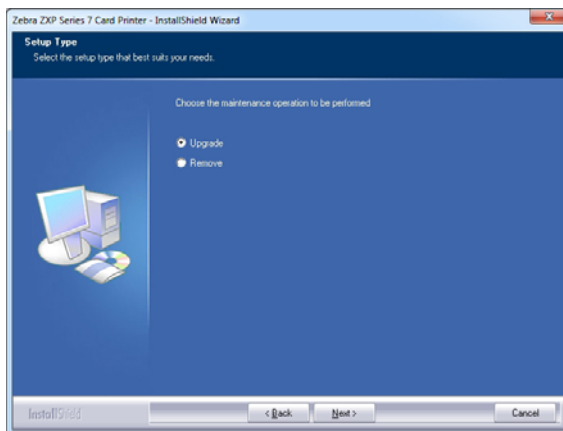 Zebra ZXP Series 7 Card Printer - InstallShield Wizard
Setup Type
Select the setup type that best suits your needs.
Choose the maintenance operation to be performed
Upgrade
Remove
InstallShield
< Back
Next >
Cancel